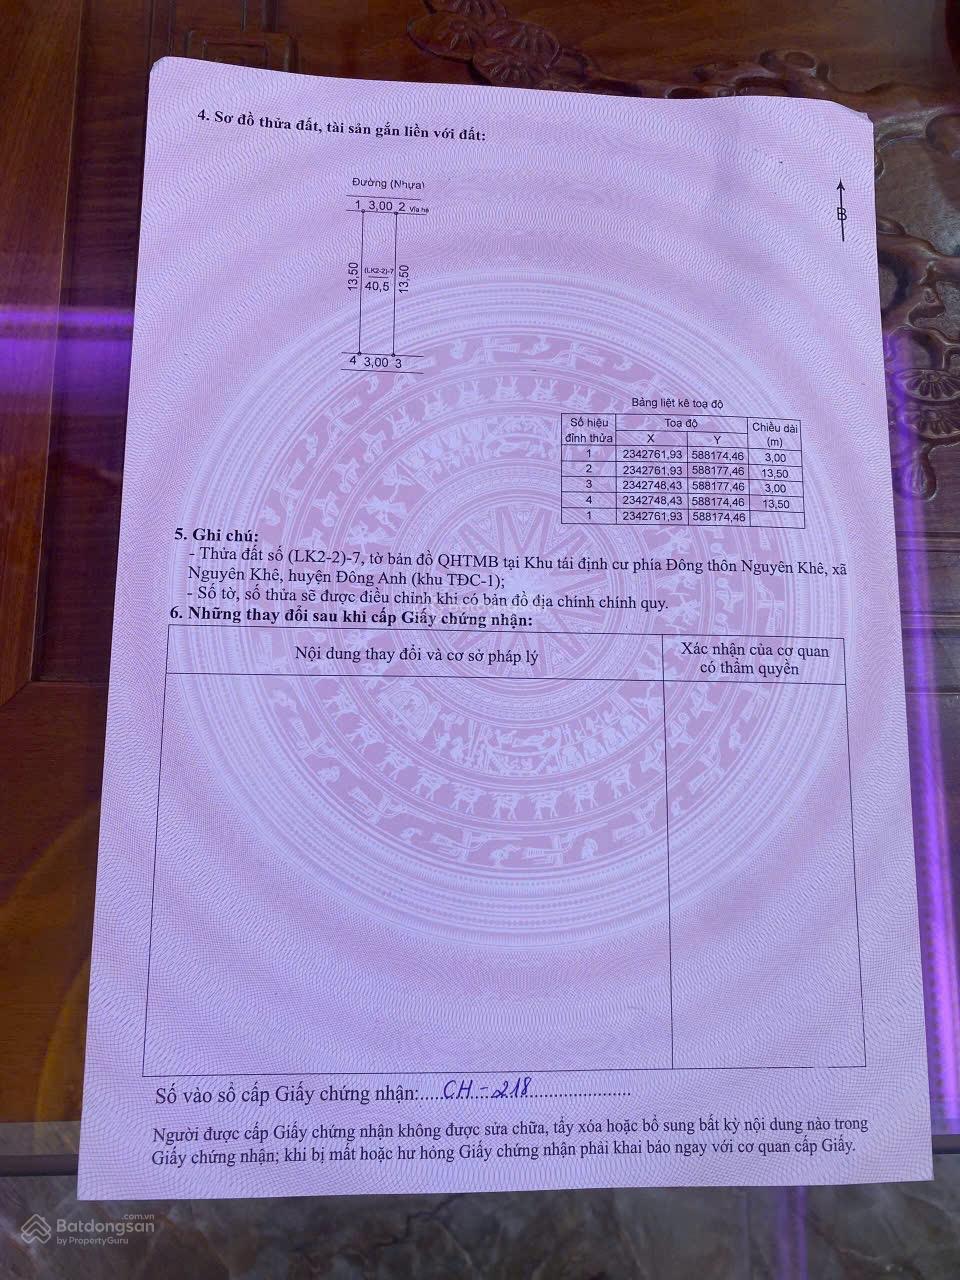 4. Sơ đồ thửa đất, tài sản gắn liền với đất:
Đường (Nhựa)
1 3,00 2 Vỉa hè
B
13,50 (LK2-2)-7 13,50
40,5
4 3,00 3
Bảng liệt kê toạ độ
Số hiệu đỉnh thửa Toạ độ Chiều dài (m)
X Y
1 2342761,93 588174,46 3,00
2 2342761,93 588177,46 13,50
3 2342748,43 588177,46 3,00
4 2342748,43 588174,46 13,50
1 2342761,93 588174,46
5. Ghi chú:
- Thửa đất số (LK2-2)-7, tờ bản đồ QHTMB tại Khu tái định cư phía Đông thôn Nguyên Khê, xã
Nguyên Khê, huyện Đông Anh (khu TĐC-1);
- Số tờ, số thửa sẽ được điều chỉnh khi có bản đồ địa chính chính quy.
6. Những thay đổi sau khi cấp Giấy chứng nhận:
Nội dung thay đổi và cơ sở pháp lý Xác nhận của cơ quan
có thẩm quyền
Số vào sổ cấp Giấy chứng nhận:....CH-218....................
Người được cấp Giấy chứng nhận không được sửa chữa, tẩy xóa hoặc bổ sung bất kỳ nội dung nào trong
Giấy chứng nhận; khi bị mất hoặc hư hỏng Giấy chứng nhận phải khai báo ngay với cơ quan cấp Giấy.
Batdongsan.com.vn
by PropertyGuru